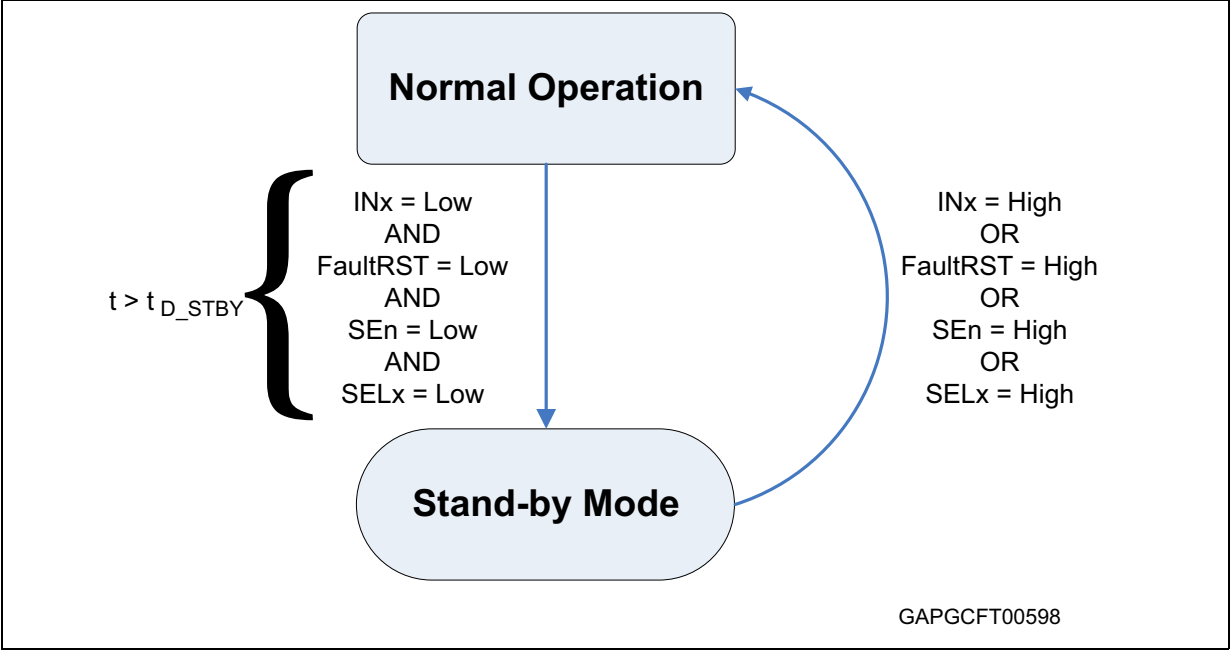 Normal Operation
INx = Low
AND
FaultRST = Low
AND
SEn = Low
AND
SELx = Low
t > t D_STBY
INx = High
OR
FaultRST = High
OR
SEn = High
OR
SELx = High
Stand-by Mode
GAPGCFT00598